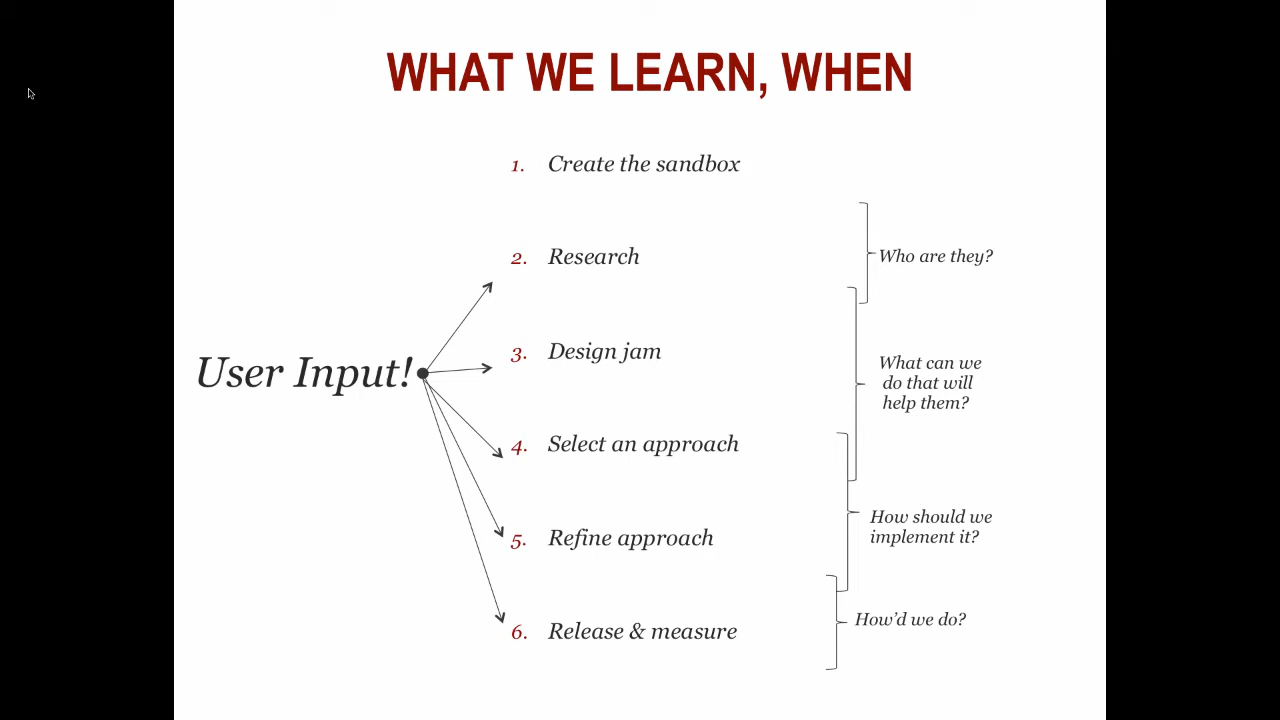 WHAT WE LEARN, WHEN
1. Create the sandbox
2. Research
Who are they?
3. Design jam
What can we
do that will
help them?
User Input!
4. Select an approach
How should we
implement it?
5. Refine approach
How'd we do?
6. Release & measure